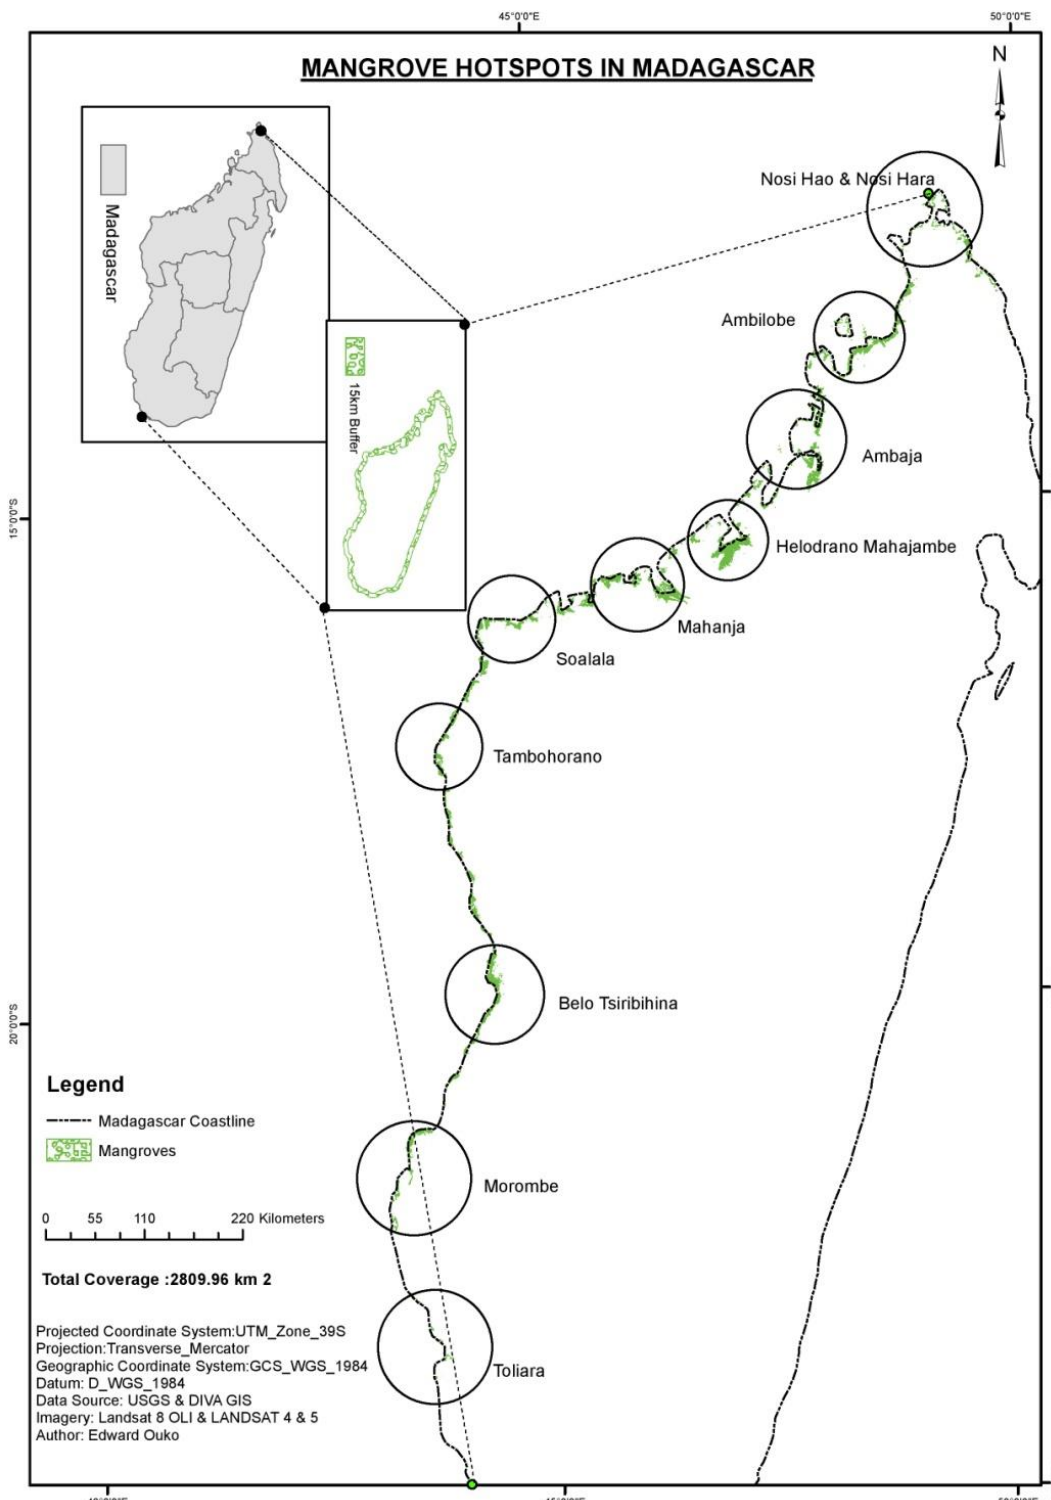 45°0'0"E
50°0'0"E
MANGROVE HOTSPOTS IN MADAGASCAR
N
Nosi Hao & Nosi Hara
Madagascar
Ambilobe
15km Buffer
Ambaja
15°0'0"S
Helodrano Mahajambe
Mahanja
Soalala
Tambohorano
Belo Tsiribihina
20°0'0"S
Legend
Madagascar Coastline
Mangroves
Morombe
0 55 110 220 Kilometers
Total Coverage :2809.96 km 2
Projected Coordinate System:UTM_Zone_39S
Projection:Transverse_Mercator
Geographic Coordinate System:GCS_WGS_1984
Datum: D_WGS_1984
Data Source: USGS & DIVA GIS
Imagery: Landsat 8 OLI & LANDSAT 4 & 5
Author: Edward Ouko
Toliara